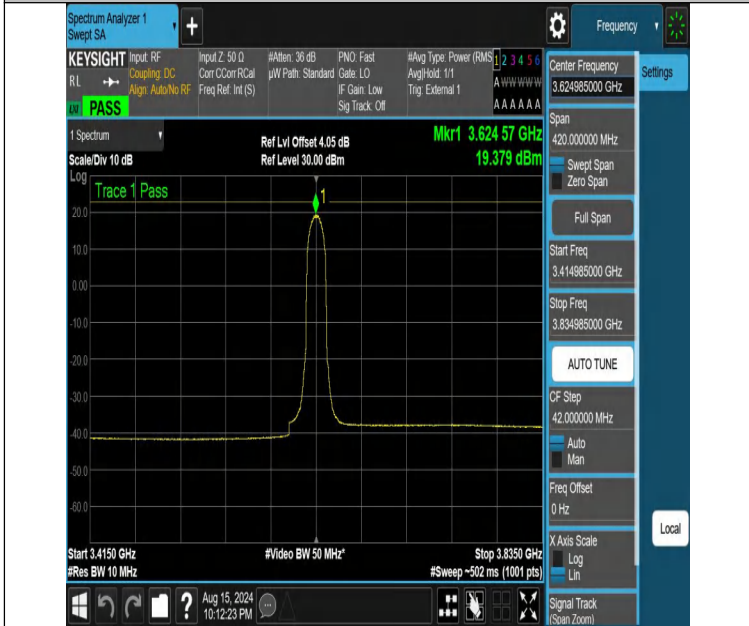 Spectrum Analyzer 1
Swept SA
+
Frequency
KEYSIGHT
RL
PASS
Input: RF
Coupling: DC
Align: Auto/No RF
Input Z: 50 Ω
Corr CCorr RCal
Freq Ref: Int (S)
#Atten: 36 dB
µW Path: Standard
PNO: Fast
Gate: LO
IF Gain: Low
Sig Track: Off
#Avg Type: Power (RMS
Avg|Hold: 1/1
Trig: External 1
1 2 3 4 5 6
A W W W W W
A A A A A A
1 Spectrum
Scale/Div 10 dB
Ref Lvl Offset 4.05 dB
Ref Level 30.00 dBm
Mkr1 3.624 57 GHz
19.379 dBm
Log
Trace 1 Pass
1
20.0
10.0
0.00
-10.0
-20.0
-30.0
-40.0
-50.0
-60.0
Start 3.4150 GHz
#Res BW 10 MHz
#Video BW 50 MHz*
Stop 3.8350 GHz
#Sweep ~502 ms (1001 pts)
Aug 15, 2024
10:12:23 PM
?
Center Frequency
3.624985000 GHz
Settings
Span
420.000000 MHz
Swept Span
Zero Span
Full Span
Start Freq
3.414985000 GHz
Stop Freq
3.834985000 GHz
AUTO TUNE
CF Step
42.000000 MHz
Auto
Man
Freq Offset
0 Hz
X Axis Scale
Log
Lin
Local
Signal Track
(Span Zoom)